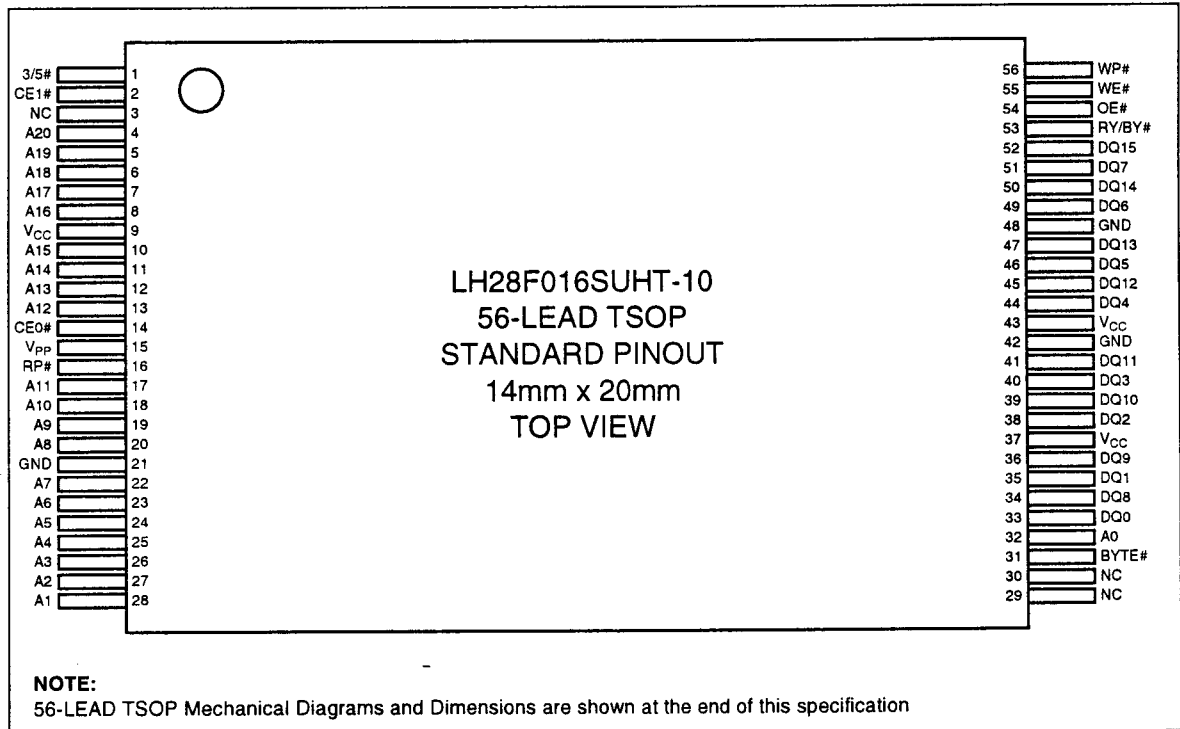 3/5# 1
CE1# 2
NC 3
A20 4
A19 5
A18 6
A17 7
A16 8
VCC 9
A15 10
A14 11
A13 12
A12 13
CE0# 14
VPP 15
RP# 16
A11 17
A10 18
A9 19
A8 20
GND 21
A7 22
A6 23
A5 24
A4 25
A3 26
A2 27
A1 28
LH28F016SUHT-10
56-LEAD TSOP
STANDARD PINOUT
14mm x 20mm
TOP VIEW
56 WP#
55 WE#
54 OE#
53 RY/BY#
52 DQ15
51 DQ7
50 DQ14
49 DQ6
48 GND
47 DQ13
46 DQ5
45 DQ12
44 DQ4
43 VCC
42 GND
41 DQ11
40 DQ3
39 DQ10
38 DQ2
37 VCC
36 DQ9
35 DQ1
34 DQ8
33 DQ0
32 A0
31 BYTE#
30 NC
29 NC
NOTE:
56-LEAD TSOP Mechanical Diagrams and Dimensions are shown at the end of this specification